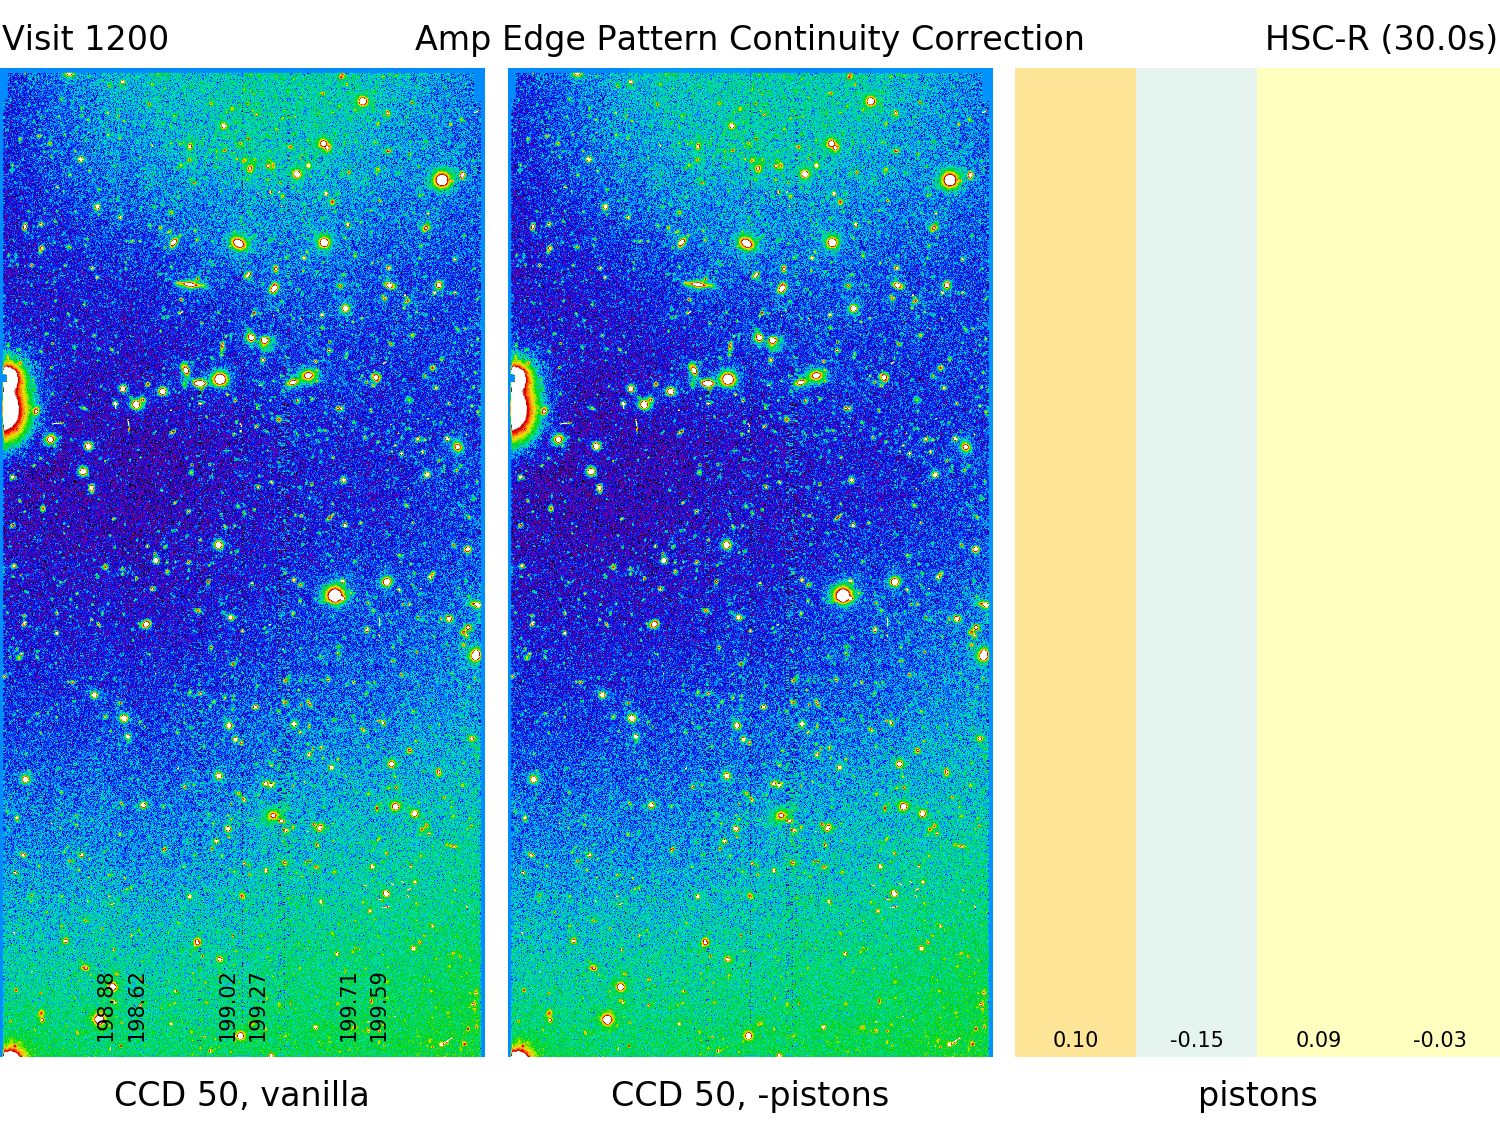 Visit 1200
Amp Edge Pattern Continuity Correction
HSC-R (30.0s)
198.88
198.62
199.02
199.27
199.71
199.59
0.10
-0.15
0.09
-0.03
CCD 50, vanilla
CCD 50, -pistons
pistons